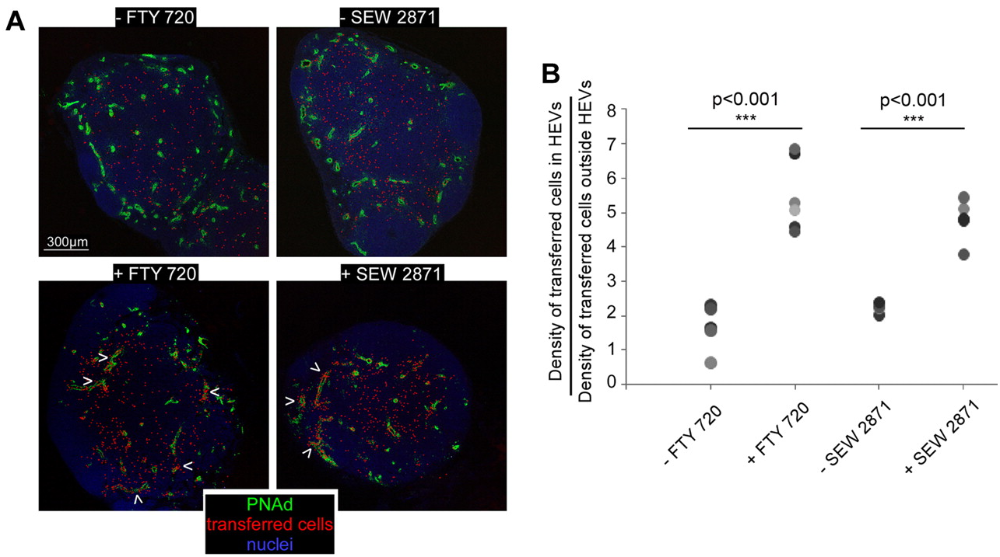 A
- FTY 720
- SEW 2871
300µm
+ FTY 720
+ SEW 2871
>
>
<
<
^
>
>
>
PNAd
transferred cells
nuclei
B
Density of transferred cells in HEVs
Density of transferred cells outside HEVs
p<0.001
***
p<0.001
***
8
7
6
5
4
3
2
1
0
- FTY 720
+ FTY 720
- SEW 2871
+ SEW 2871